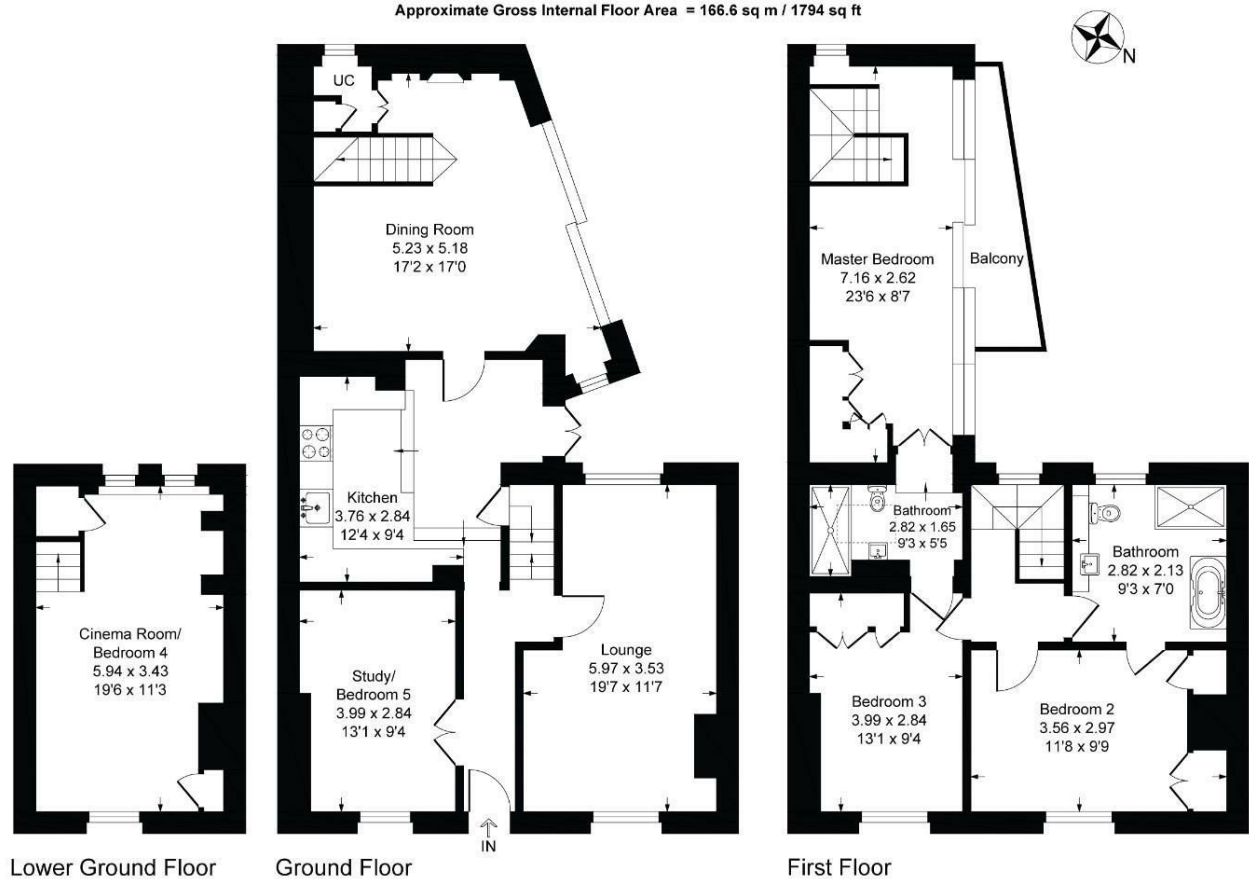 Approximate Gross Internal Floor Area = 166.6 sq m / 1794 sq ft
N
UC
Dining Room
5.23 x 5.18
17'2 x 17'0
Kitchen
3.76 x 2.84
12'4 x 9'4
Cinema Room/
Bedroom 4
5.94 x 3.43
19'6 x 11'3
Study/
Bedroom 5
3.99 x 2.84
13'1 x 9'4
Lounge
5.97 x 3.53
19'7 x 11'7
IN
Master Bedroom
7.16 x 2.62
23'6 x 8'7
Balcony
Bathroom
2.82 x 1.65
9'3 x 5'5
Bathroom
2.82 x 2.13
9'3 x 7'0
Bedroom 3
3.99 x 2.84
13'1 x 9'4
Bedroom 2
3.56 x 2.97
11'8 x 9'9
Lower Ground Floor
Ground Floor
First Floor